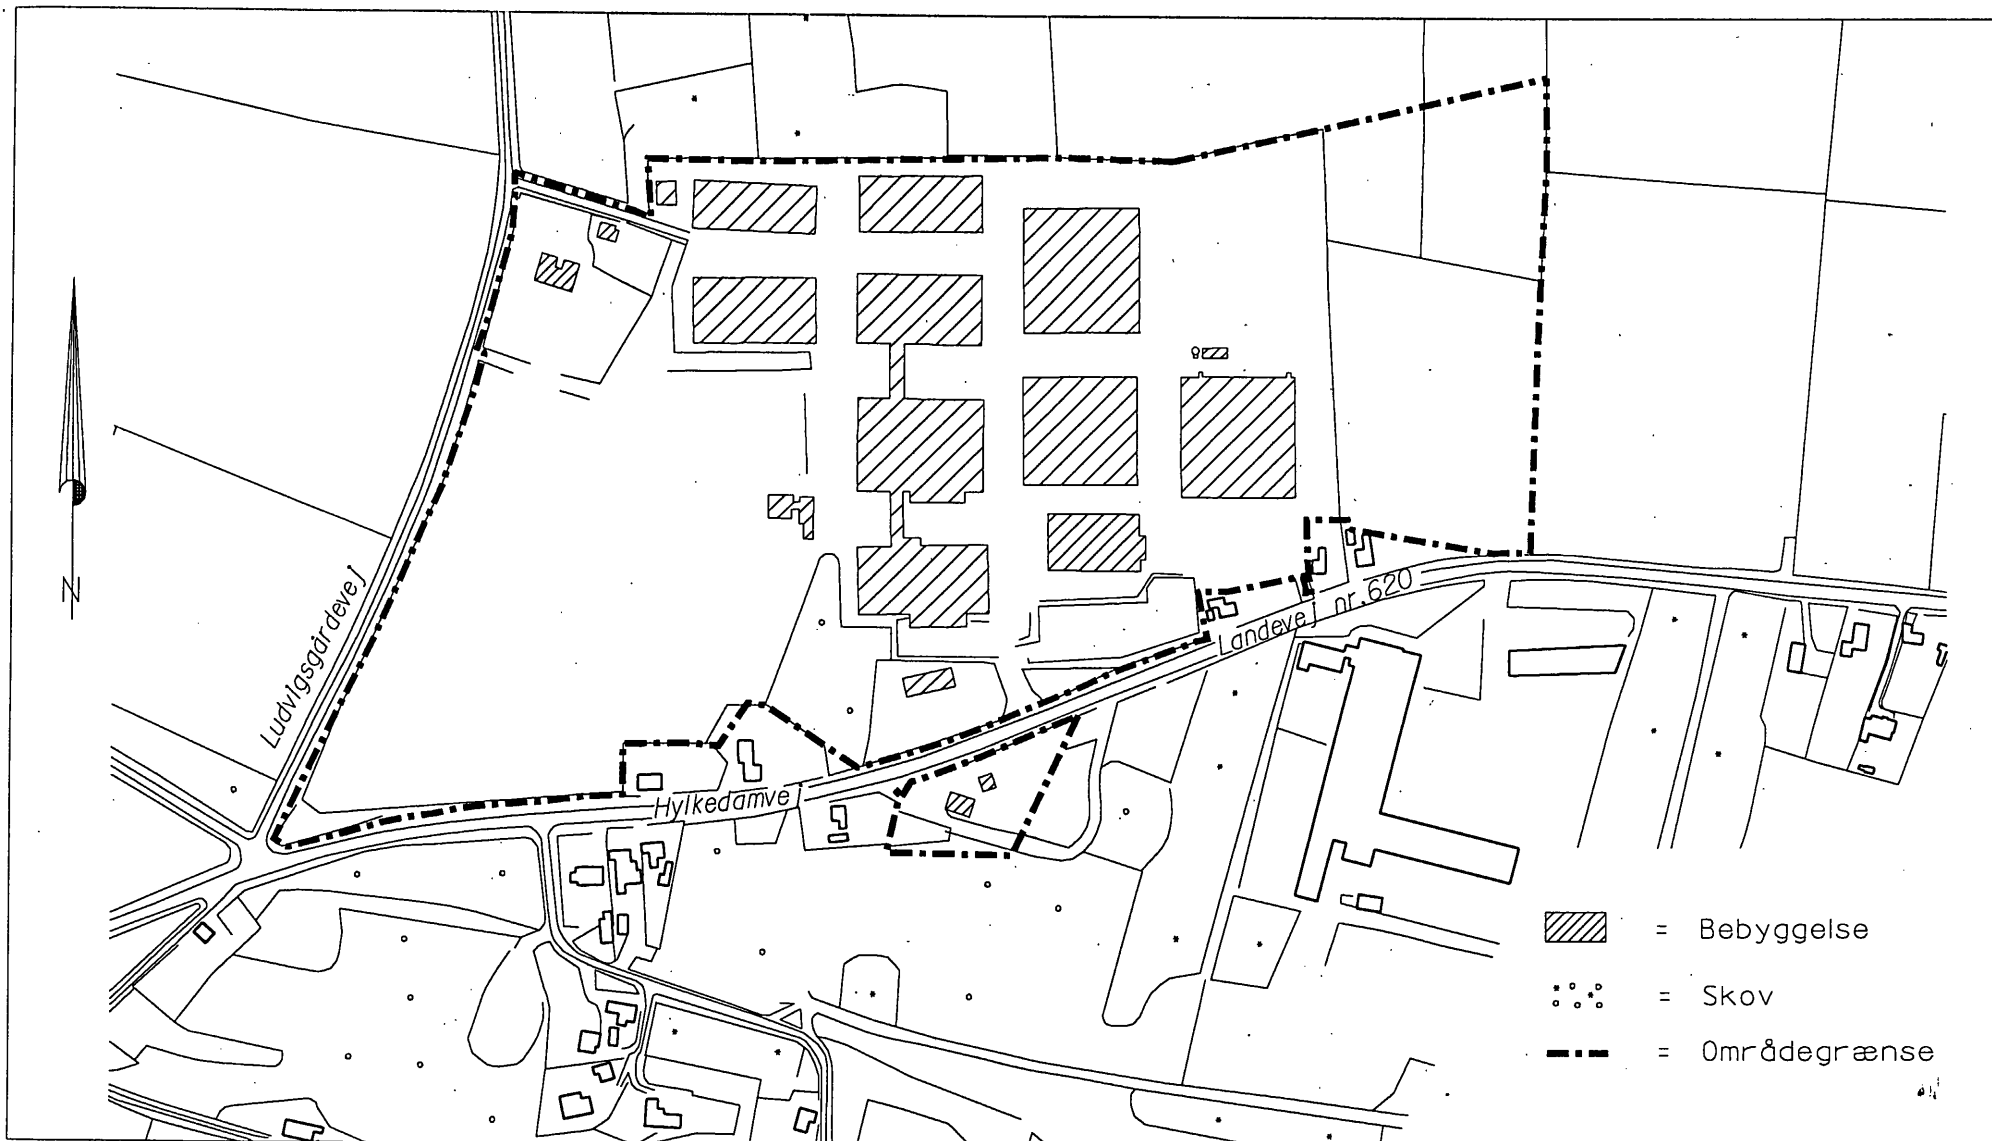 N
Ludvigsgårdevej
Landevej nr.620
Hylkedamvej
= Bebyggelse
= Skov
= Områdegrænse